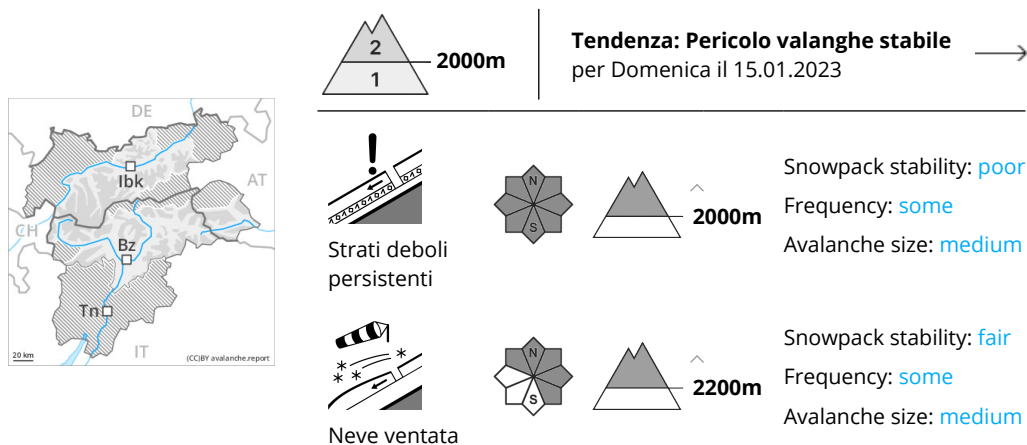 2
1
2000m
Tendenza: Pericolo valanghe stabile
per Domenica il 15.01.2023
DE
Ibk
AT
CH
Bz
Tn
IT
20 km
(CC)BY avalanche.report
N
S
2000m
Strati deboli
persistenti
Snowpack stability: poor
Frequency: some
Avalanche size: medium
N
S
2200m
Neve ventata
Snowpack stability: fair
Frequency: some
Avalanche size: medium